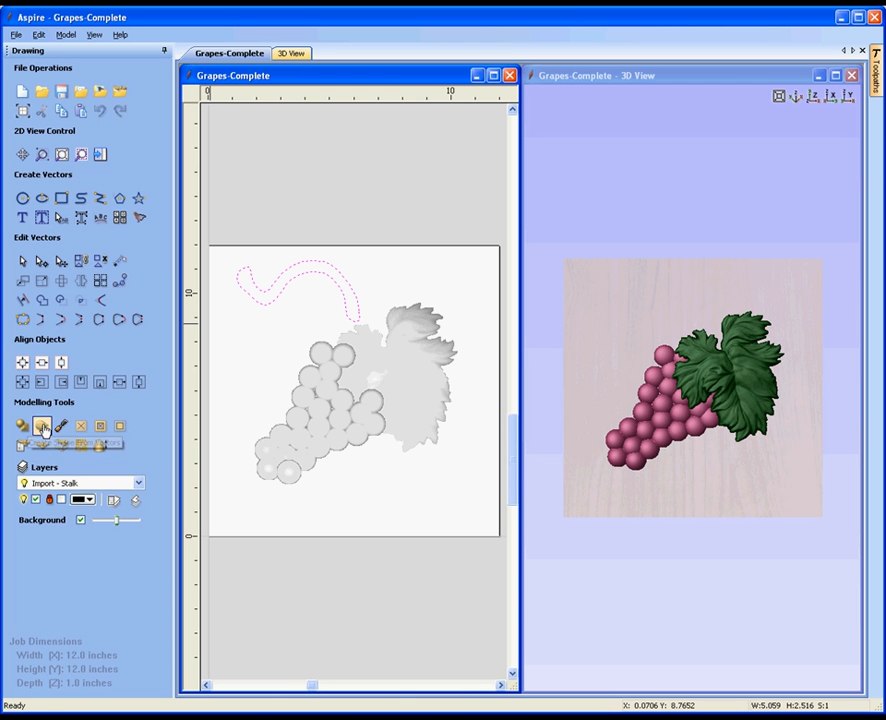 Aspire - Grapes-Complete
File Edit Model View Help
Drawing
File Operations
2D View Control
Create Vectors
Edit Vectors
Align Objects
Modelling Tools
Layers
Import - Stalk
Background
Job Dimensions
Width (X): 12.0 inches
Height (Y): 12.0 inches
Depth (Z): 1.0 inches
Ready
Grapes-Complete
3D View
Grapes-Complete
0
10
10
0
Grapes-Complete - 3D View
Z X Y
Toolpaths
X: 0.0706 Y: 8.7652
W:5.059 H:2.516 S:1